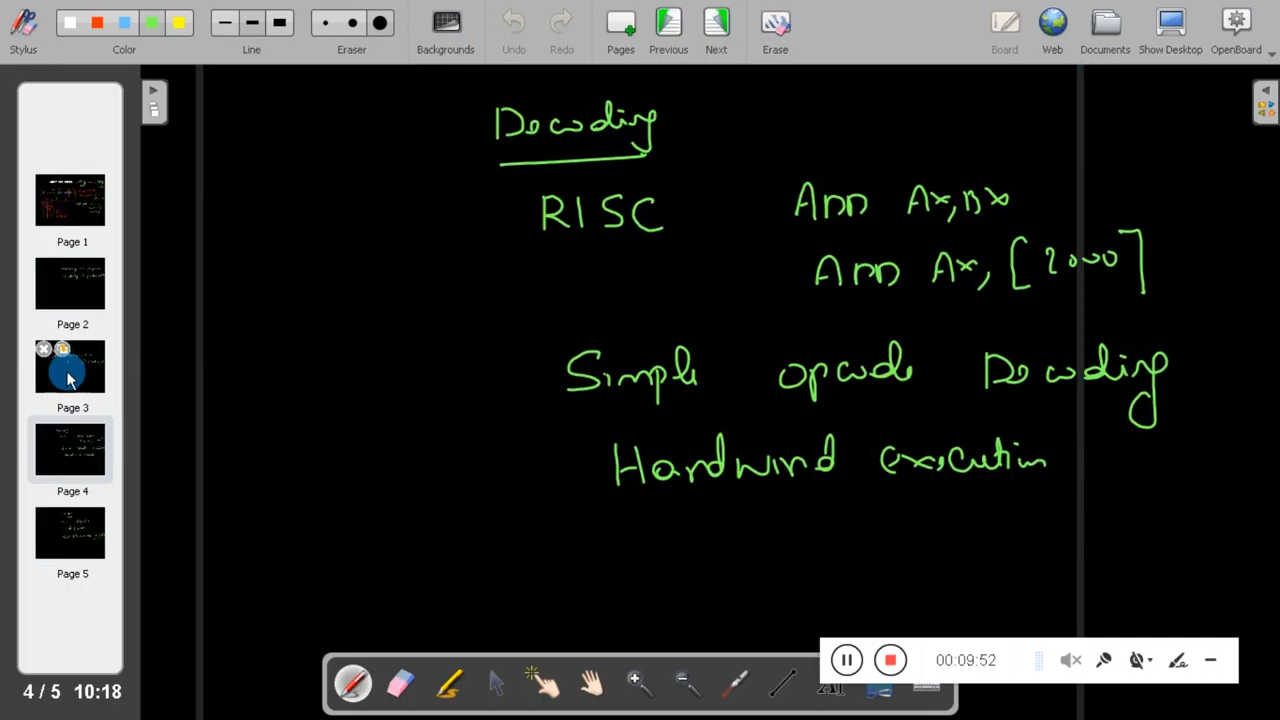 Stylus
Color
Line
Eraser
Backgrounds
Undo
Redo
Pages
Previous
Next
Erase
Board
Web
Documents
Show Desktop
OpenBoard
Decoding
RISC
ADD AX,BX
ADD AX, [2000]
Simple opcode Decoding
Hardwired execution
Page 1
Page 2
Page 3
Page 4
Page 5
4 / 5 10:18
00:09:52